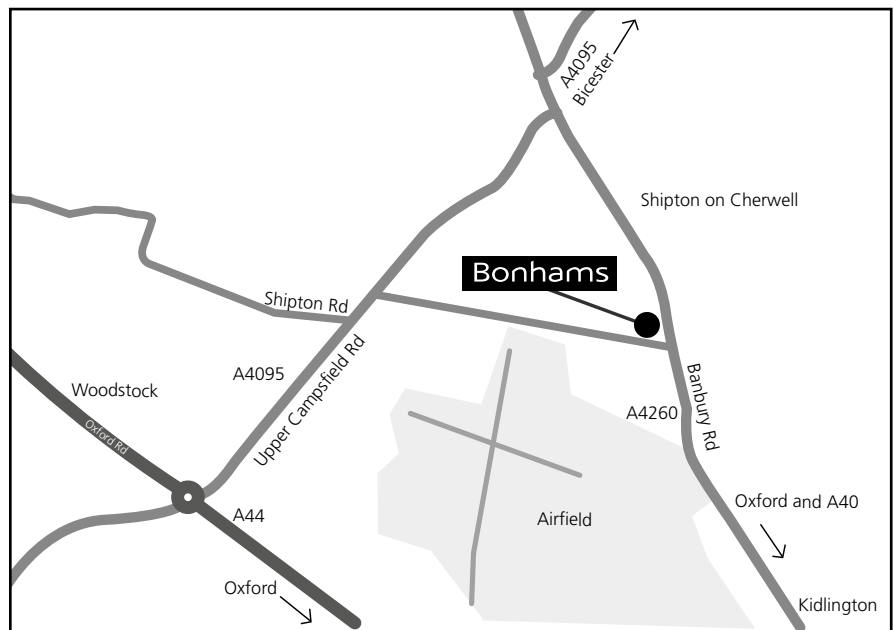 A4095
Bicester
Shipton on Cherwell
Bonhams
Shipton Rd
A4095
Upper Campsfield Rd
Woodstock
Oxford Rd
Banbury Rd
A4260
Oxford and A40
A44
Airfield
Oxford
Kidlington